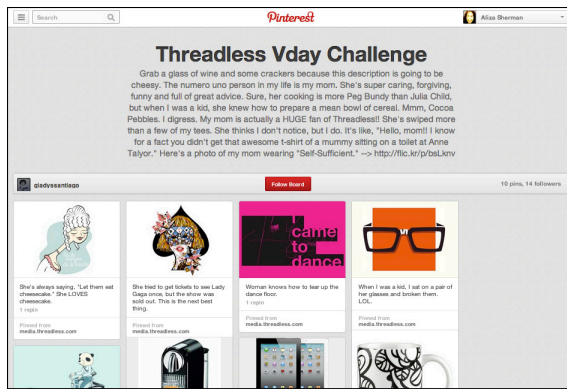 Search
Pinterest
Aliza Sherman
Threadless Vday Challenge
Grab a glass of wine and some crackers because this description is going to be
cheesy. The numero uno person in my life is my mom. She's super caring, forgiving,
funny and full of great advice. Sure, her cooking is more Peg Bundy than Julia Child,
but when I was a kid, she knew how to prepare a mean bowl of cereal. Mmm, Cocoa
Pebbles. I digress. My mom is actually a HUGE fan of Threadless!! She's swiped more
than a few of my tees. She thinks I don't notice, but I do. It's like, "Hello, mom!! I know
for a fact you didn't get that awesome t-shirt of a mummy sitting on a toilet at Anne
Talyor." Here's a photo of my mom wearing "Self-Sufficient." --> http://flic.kr/p/bsLknv
gladyssantiago
Follow Board
10 pins, 14 followers
She's always saying, "Let them eat
cheesecake." She LOVES
cheesecake.
1 repin
Pinned from
media.threadless.com
She tried to get tickets to see Lady
Gaga once, but the show was
sold out. This is the next best
thing.
Pinned from
media.threadless.com
I
came
to
dance
Woman knows how to tear up the
dance floor.
1 repin
Pinned from
media.threadless.com
When I was a kid, I sat on a pair of
her glasses and broken them.
LOL.
Pinned from
media.threadless.com